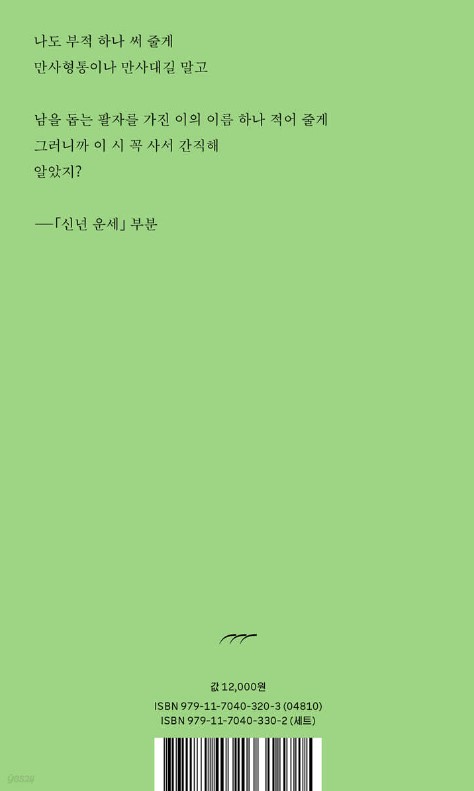 나도 부적 하나 써 줄게
만사형통이나 만사대길 말고
남을 돕는 팔자를 가진 이의 이름 하나 적어 줄게
그러니까 이 시 꼭 사서 간직해
알았지?
──「신년 운세」 부분
값 12,000원
ISBN 979-11-7040-320-3 (04810)
ISBN 979-11-7040-330-2 (세트)